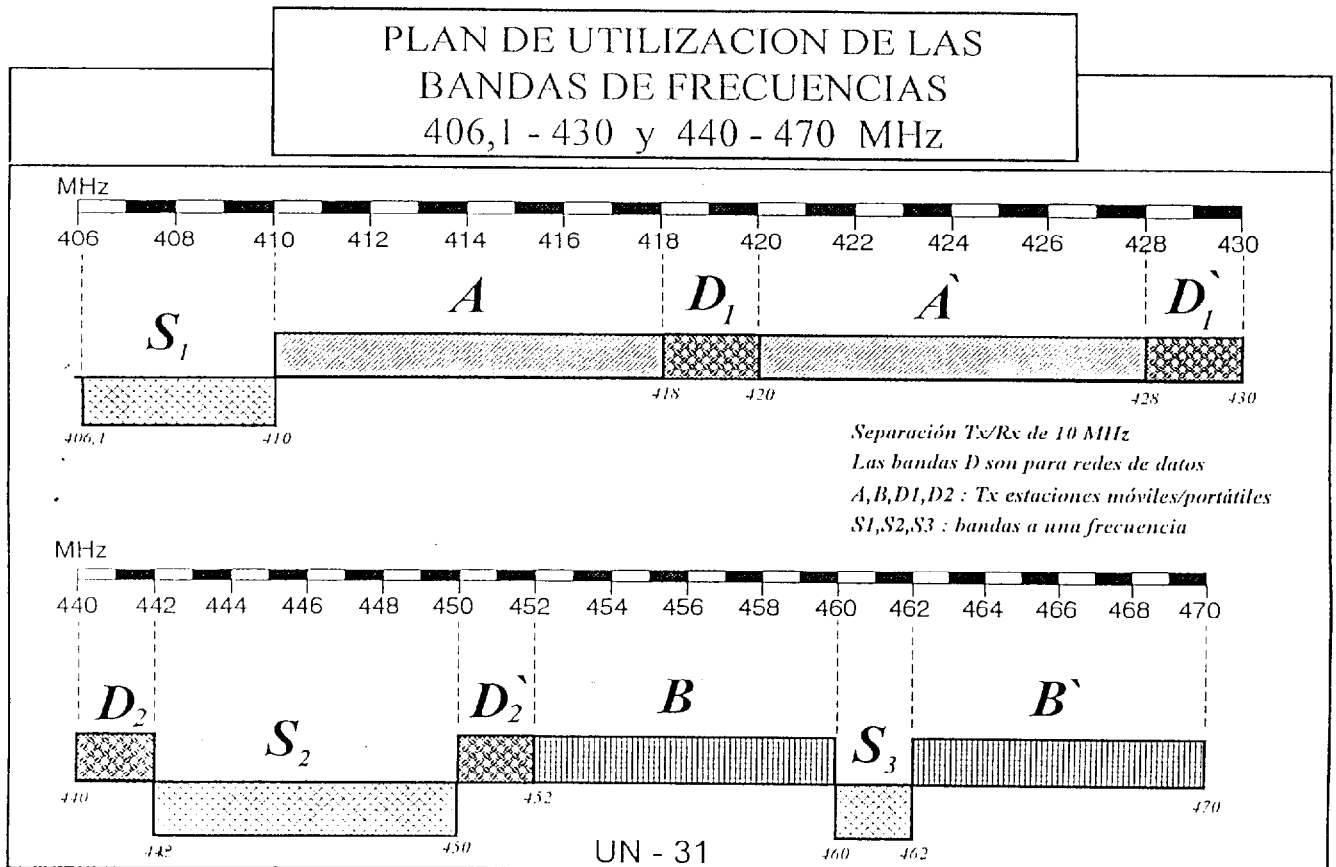 PLAN DE UTILIZACION DE LAS
BANDAS DE FRECUENCIAS
406,1 - 430 y 440 - 470 MHz
MHz
406 408 410 412 414 416 418 420 422 424 426 428 430
S1 A D1 A` D1`
406,1 410 418 420 428 430
Separación Tx/Rx de 10 MHz
Las bandas D son para redes de datos
A,B,D1,D2 : Tx estaciones móviles/portátiles
S1,S2,S3 : bandas a una frecuencia
MHz
440 442 444 446 448 450 452 454 456 458 460 462 464 466 468 470
D2 S2 D2` B S3 B`
440 450 452 460 462 470
UN - 31